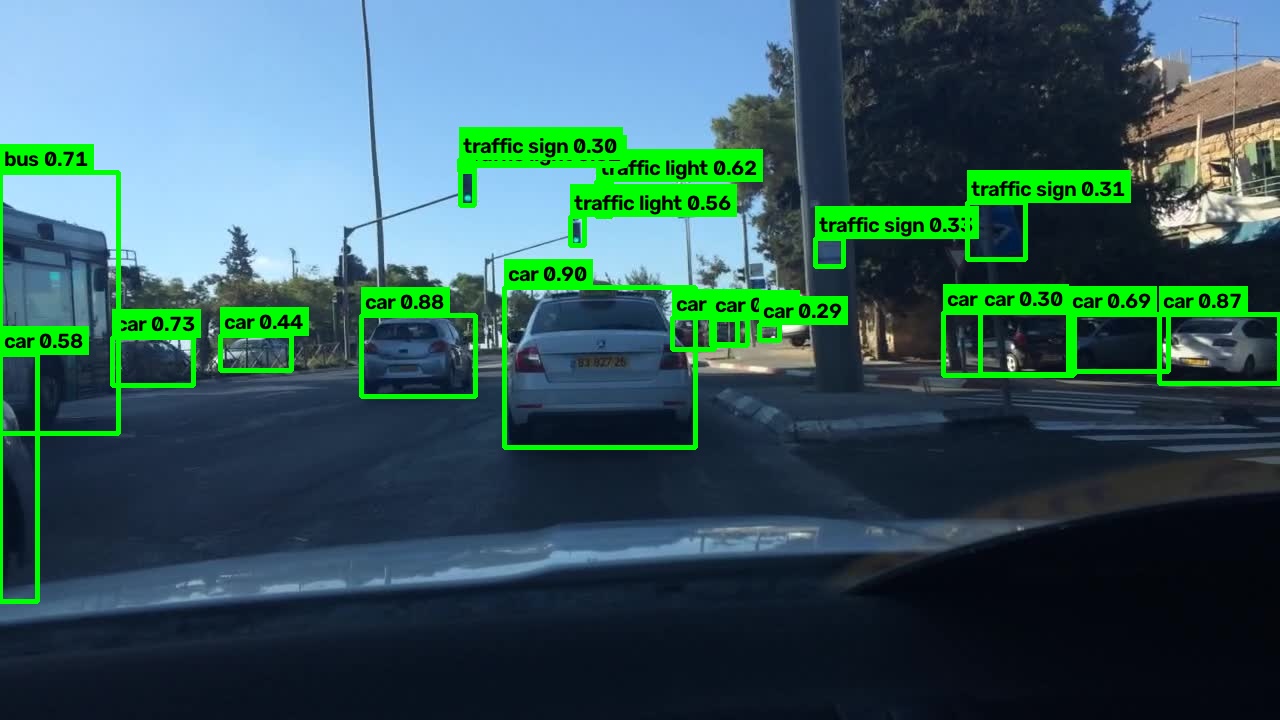 traffic sign 0.30
traffic light 0.62
bus 0.71
traffic sign 0.31
traffic light 0.56
traffic sign 0.33
car 0.90
car 0.88
car
car 0.29
car
car 0.30
car 0.69
car 0.87
car 0.73
car 0.44
car 0.58